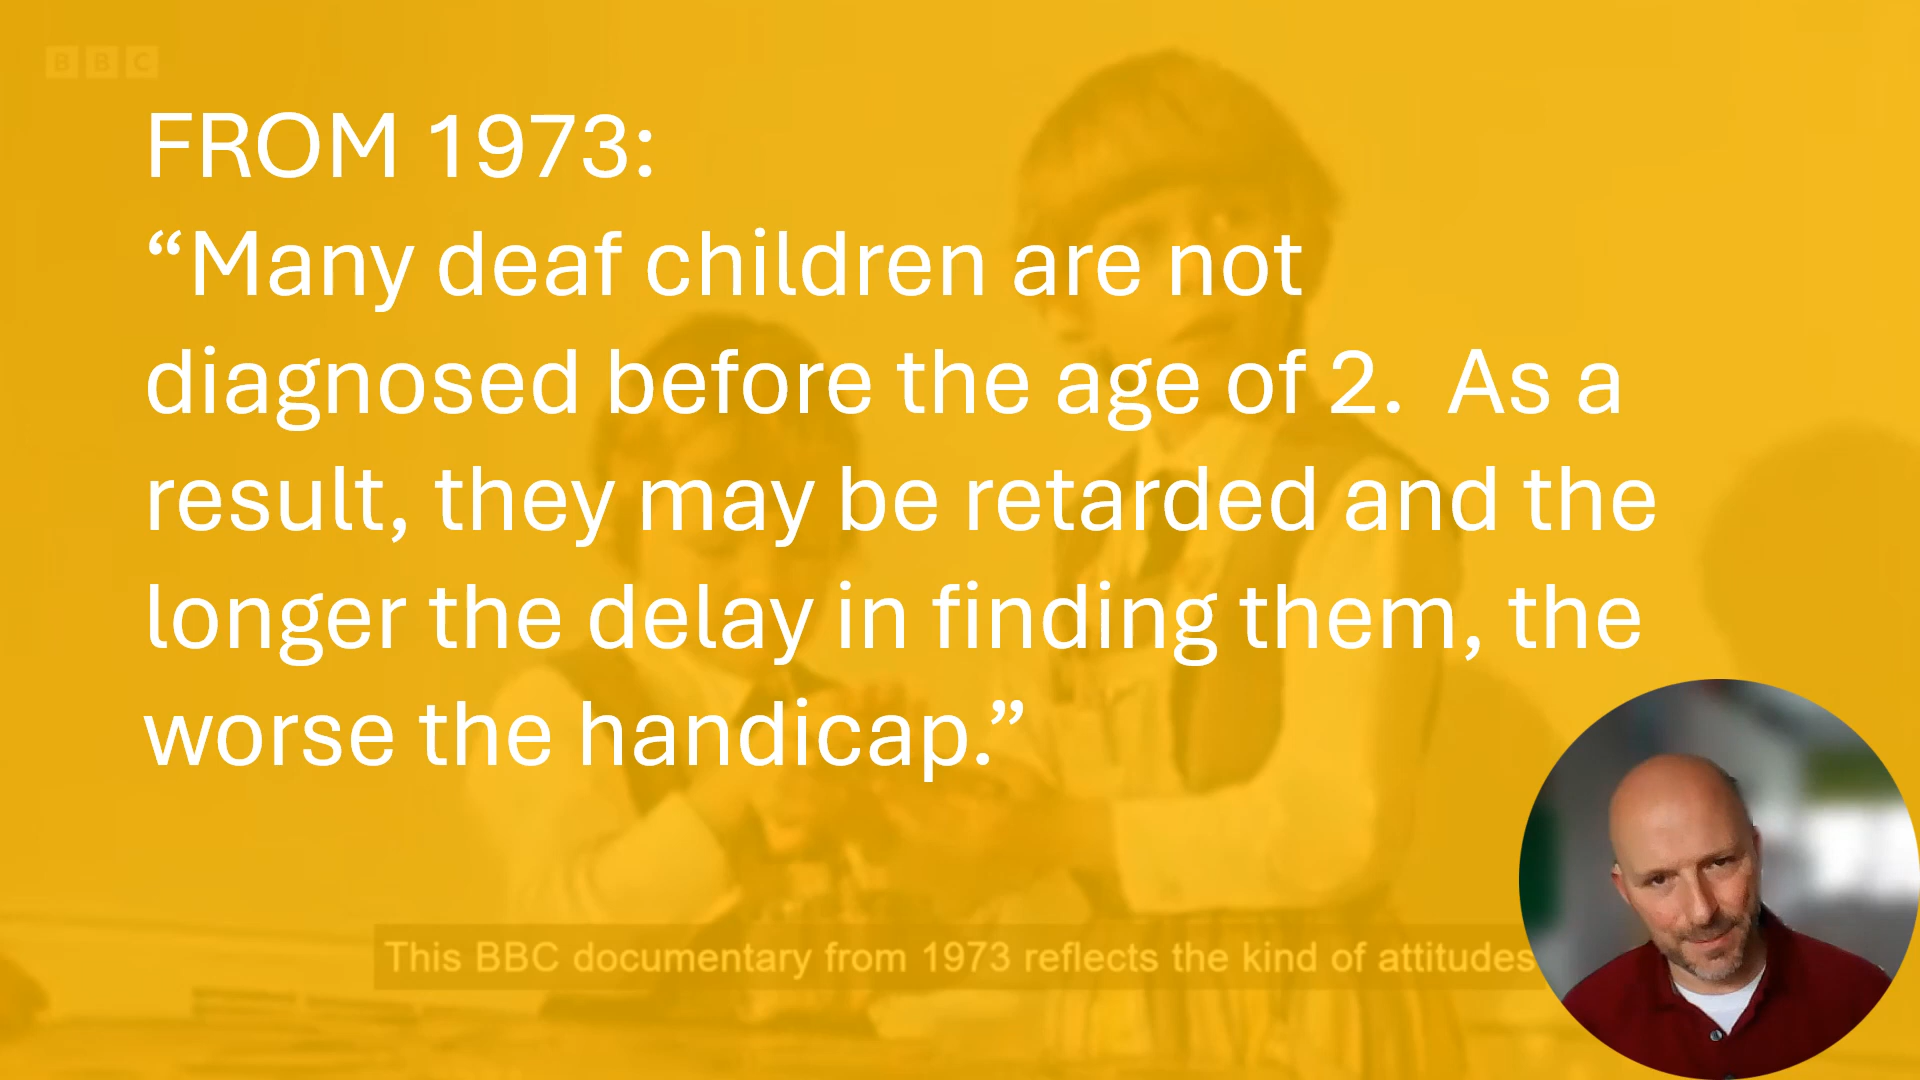 BBC
FROM 1973:
“Many deaf children are not
diagnosed before the age of 2.  As a
result, they may be retarded and the
longer the delay in finding them, the
worse the handicap.”
This BBC documentary from 1973 reflects the kind of attitudes